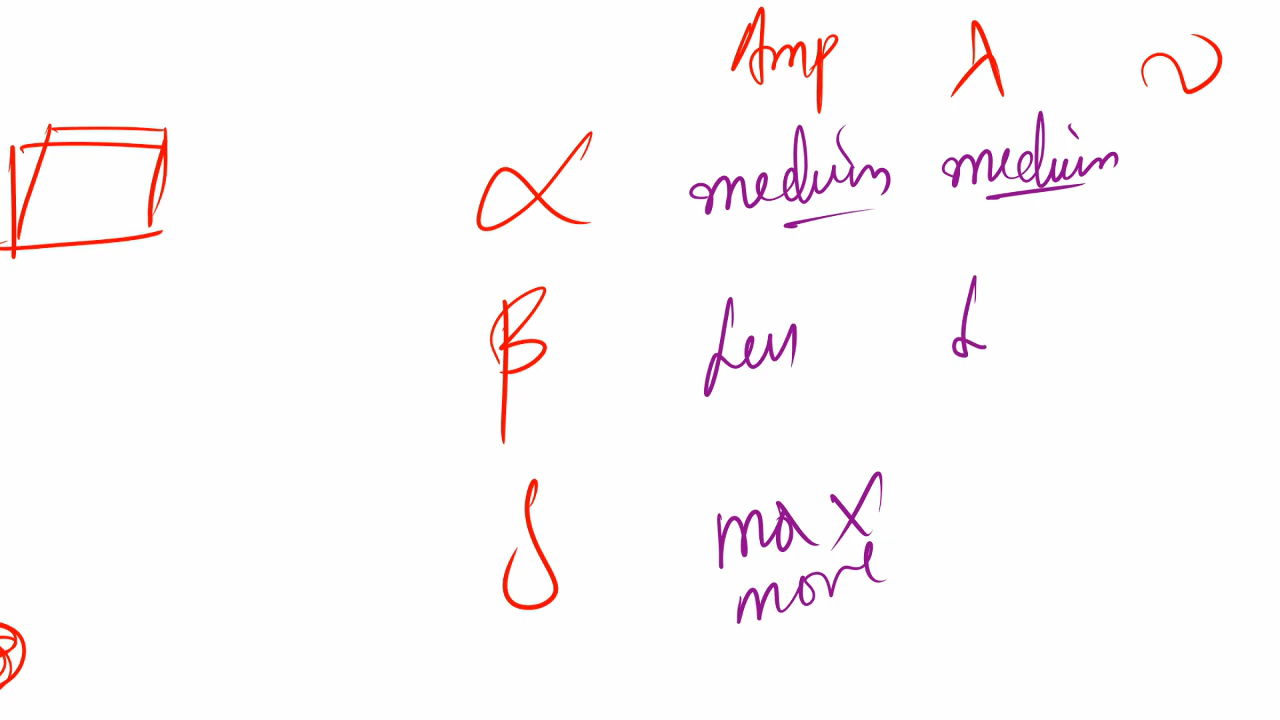 Amp λ ν
α medium medium
β Less L
δ max
more